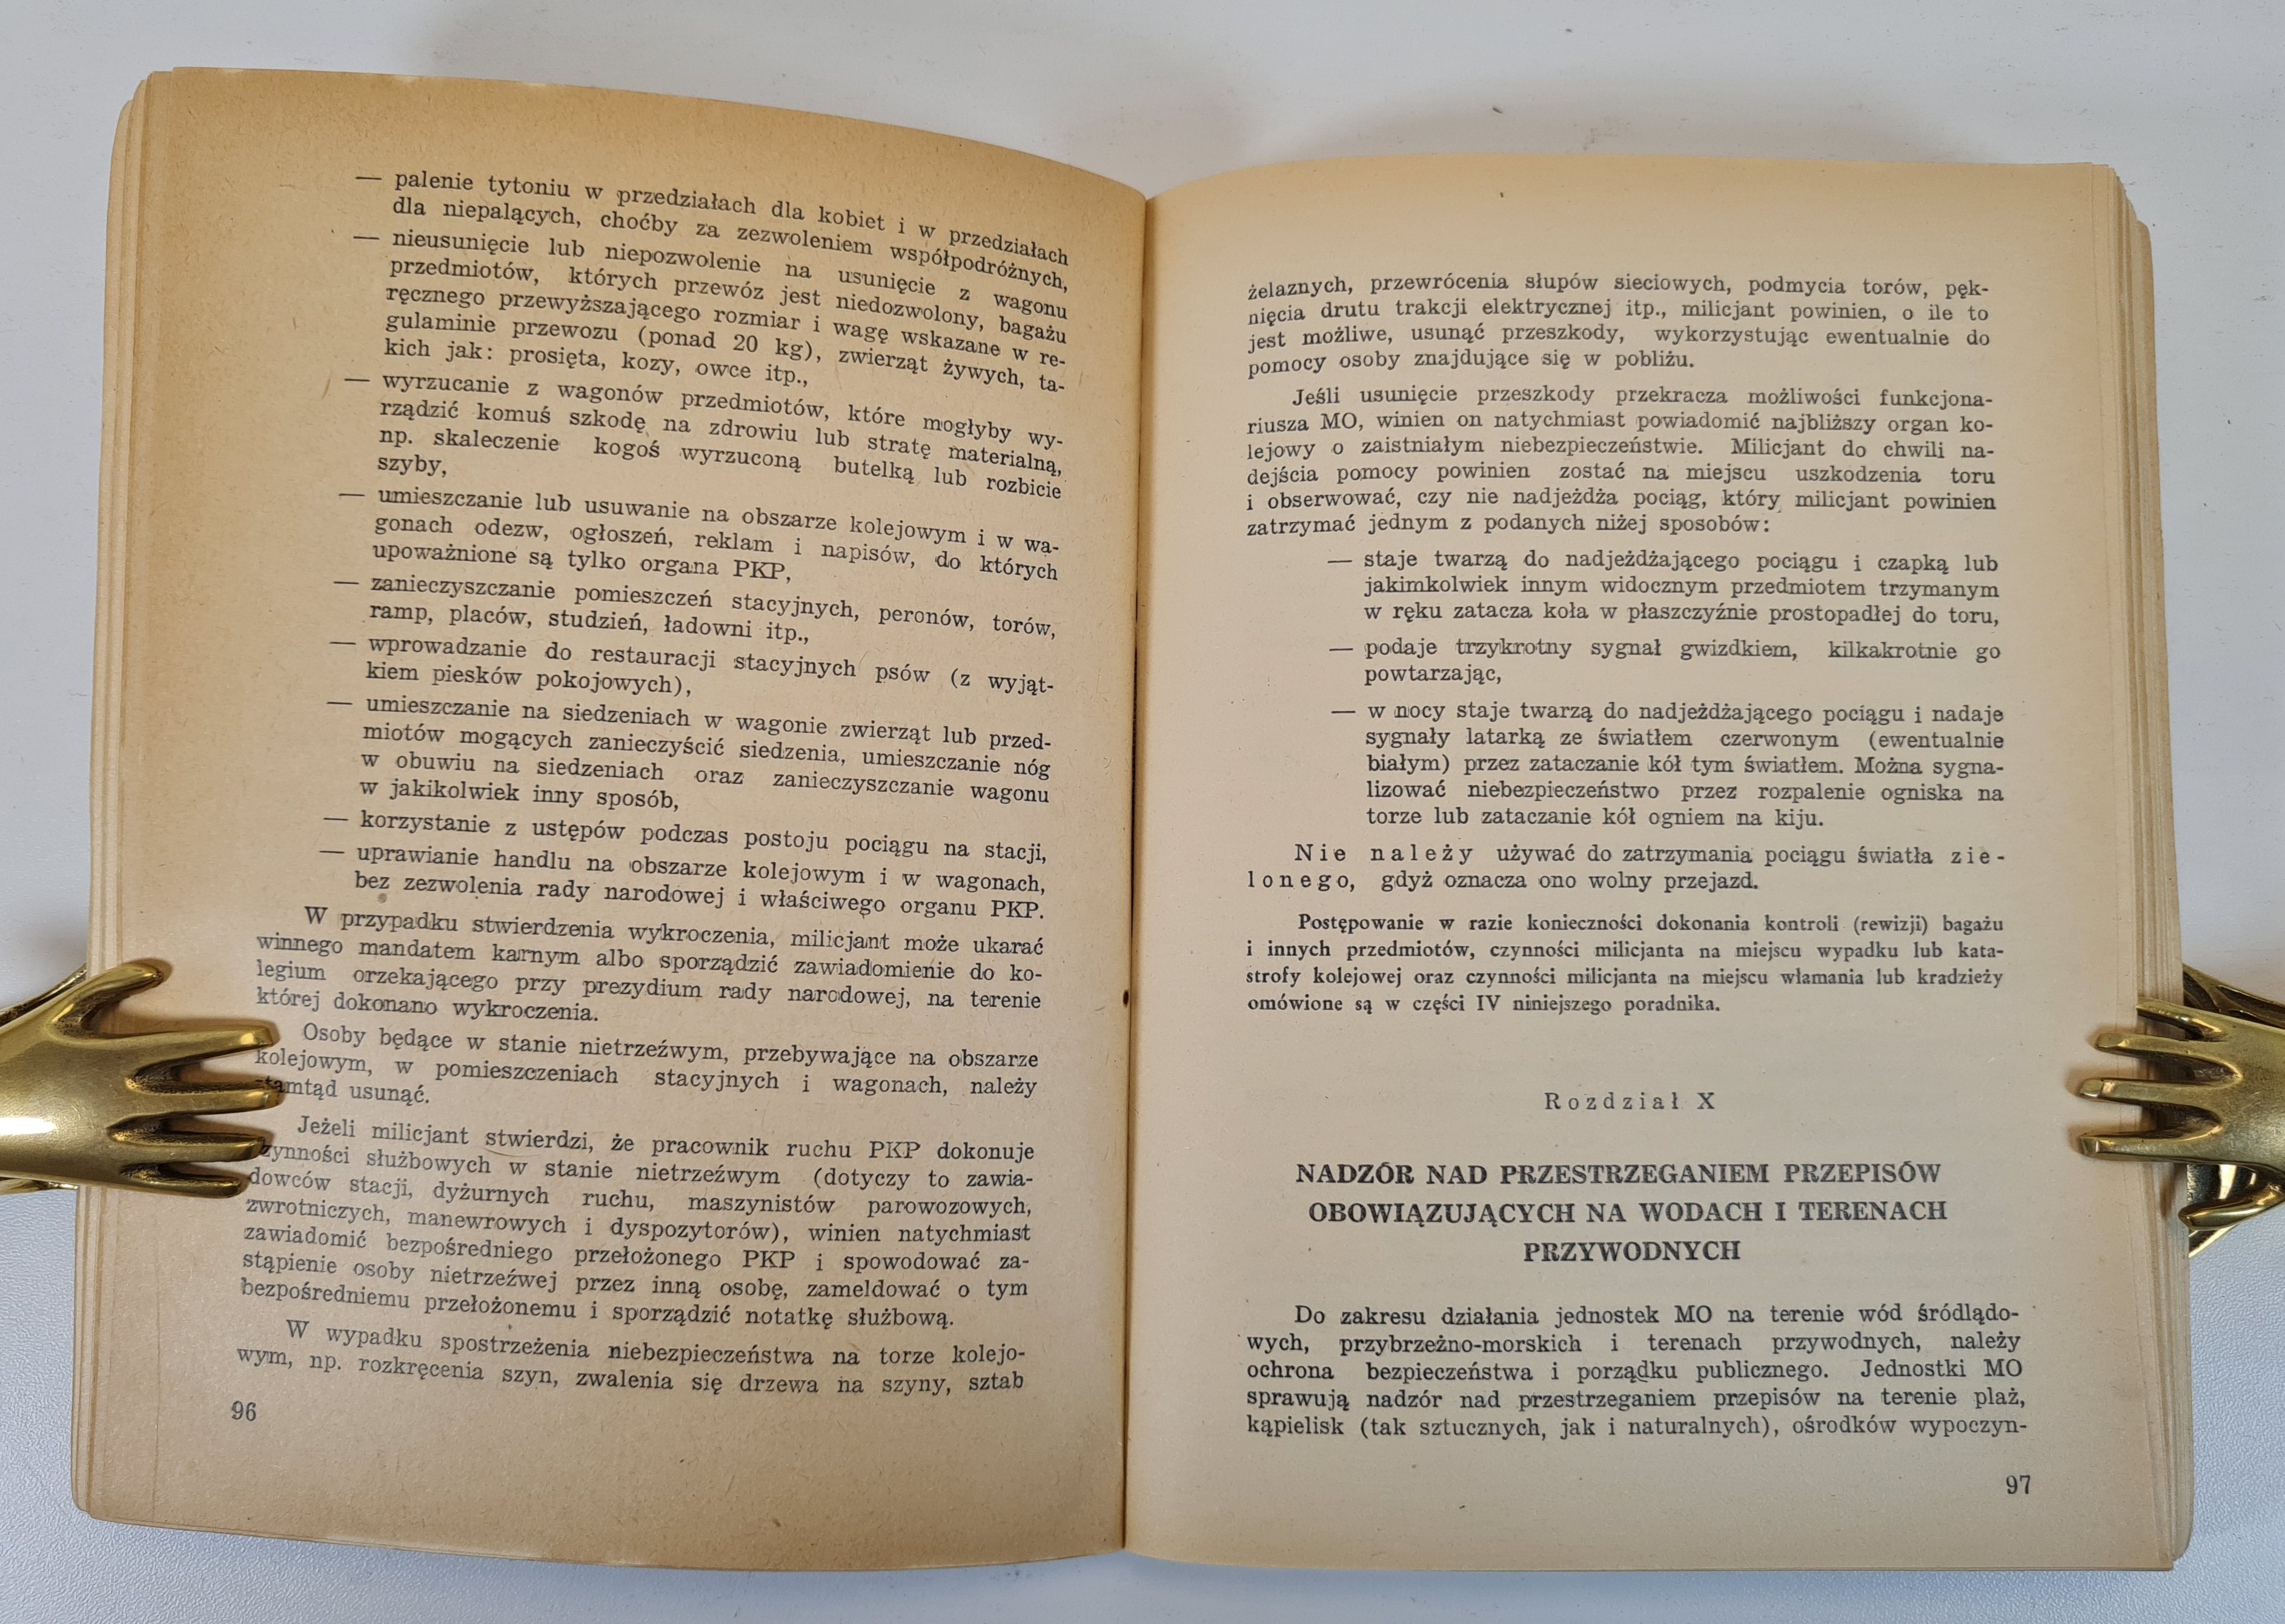 — palenie tytoniu w przedziałach dla kobiet i w przedziałach
dla niepalących, choćby za zezwoleniem współpodróżnych,
— nieusunięcie lub niepozwolenie na usunięcie z wagonu
przedmiotów, których przewóz jest niedozwolony, bagażu
ręcznego przewyższającego rozmiar i wagę wskazane w re-
gulaminie przewozu (ponad 20 kg), zwierząt żywych, ta-
kich jak: prosięta, kozy, owce itp.,
— wyrzucanie z wagonów przedmiotów, które mogłyby wy-
rządzić komuś szkodę na zdrowiu lub stratę materialną,
np. skaleczenie kogoś wyrzuconą butelką lub rozbicie
szyby,
— umieszczanie lub usuwanie na obszarze kolejowym i w wa-
gonach odezw, ogłoszeń, reklam i napisów, do których
upoważnione są tylko organa PKP,
— zanieczyszczanie pomieszczeń stacyjnych, peronów, torów,
ramp, placów, studzień, ładowni itp.,
— wprowadzanie do restauracji stacyjnych psów (z wyjąt-
kiem piesków pokojowych),
— umieszczanie na siedzeniach w wagonie zwierząt lub przed-
miotów mogących zanieczyścić siedzenia, umieszczanie nóg
w obuwiu na siedzeniach oraz zanieczyszczanie wagonu
w jakikolwiek inny sposób,
— korzystanie z ustępów podczas postoju pociągu na stacji,
— uprawianie handlu na obszarze kolejowym i w wagonach,
bez zezwolenia rady narodowej i właściwego organu PKP.
W przypadku stwierdzenia wykroczenia, milicjant może ukarać
winnego mandatem karnym albo sporządzić zawiadomienie do ko-
legium orzekającego przy prezydium rady narodowej, na terenie
której dokonano wykroczenia.
Osoby będące w stanie nietrzeźwym, przebywające na obszarze
kolejowym, w pomieszczeniach stacyjnych i wagonach, należy
stamtąd usunąć.
Jeżeli milicjant stwierdzi, że pracownik ruchu PKP dokonuje
czynności służbowych w stanie nietrzeźwym (dotyczy to zawia-
dowców stacji, dyżurnych ruchu, maszynistów parowozowych,
zwrotniczych, manewrowych i dyspozytorów), winien natychmiast
zawiadomić bezpośredniego przełożonego PKP i spowodować za-
stąpienie osoby nietrzeźwej przez inną osobę, zameldować o tym
bezpośredniemu przełożonemu i sporządzić notatkę służbową.
W wypadku spostrzeżenia niebezpieczeństwa na torze kolejo-
wym, np. rozkręcenia szyn, zwalenia się drzewa na szyny, sztab
96
żelaznych, przewrócenia słupów sieciowych, podmycia torów, pęk-
nięcia drutu trakcji elektrycznej itp., milicjant powinien, o ile to
jest możliwe, usunąć przeszkody, wykorzystując ewentualnie do
pomocy osoby znajdujące się w pobliżu.
Jeśli usunięcie przeszkody przekracza możliwości funkcjona-
riusza MO, winien on natychmiast powiadomić najbliższy organ ko-
lejowy o zaistniałym niebezpieczeństwie. Milicjant do chwili na-
dejścia pomocy powinien zostać na miejscu uszkodzenia toru
i obserwować, czy nie nadjeżdża pociąg, który milicjant powinien
zatrzymać jednym z podanych niżej sposobów:
— staje twarzą do nadjeżdżającego pociągu i czapką lub
jakimkolwiek innym widocznym przedmiotem trzymanym
w ręku zatacza koła w płaszczyźnie prostopadłej do toru,
— podaje trzykrotny sygnał gwizdkiem, kilkakrotnie go
powtarzając,
— w nocy staje twarzą do nadjeżdżającego pociągu i nadaje
sygnały latarką ze światłem czerwonym (ewentualnie
białym) przez zataczanie kół tym światłem. Można sygna-
lizować niebezpieczeństwo przez rozpalenie ogniska na
torze lub zataczanie kół ogniem na kiju.
Nie należy używać do zatrzymania pociągu światła zie-
lonego, gdyż oznacza ono wolny przejazd.
Postępowanie w razie konieczności dokonania kontroli (rewizji) bagażu
i innych przedmiotów, czynności milicjanta na miejscu wypadku lub kata-
strofy kolejowej oraz czynności milicjanta na miejscu włamania lub kradzieży
omówione są w części IV niniejszego poradnika.
Rozdział X
NADZÓR NAD PRZESTRZEGANIEM PRZEPISÓW
OBOWIĄZUJĄCYCH NA WODACH I TERENACH
PRZYWODNYCH
Do zakresu działania jednostek MO na terenie wód śródlądo-
wych, przybrzeżno-morskich i terenach przywodnych, należy
ochrona bezpieczeństwa i porządku publicznego. Jednostki MO
sprawują nadzór nad przestrzeganiem przepisów na terenie plaż,
kąpielisk (tak sztucznych, jak i naturalnych), ośrodków wypoczyn-
97